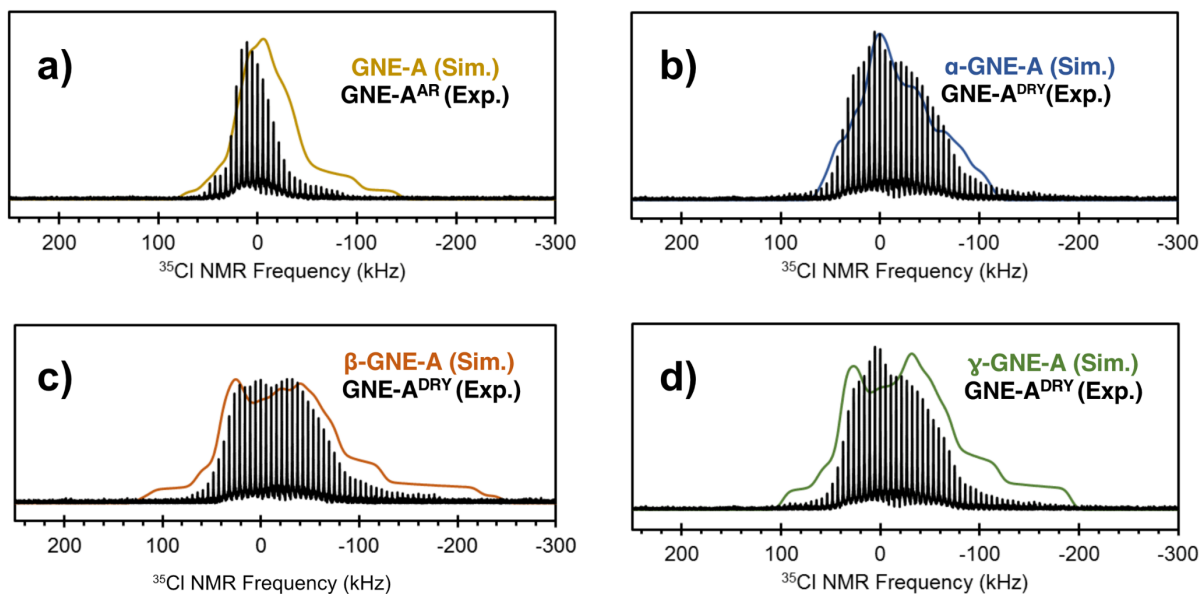 a)
GNE-A (Sim.)
GNE-A^AR (Exp.)
200 100 0 -100 -200 -300
³⁵Cl NMR Frequency (kHz)
b)
α-GNE-A (Sim.)
GNE-A^DRY(Exp.)
200 100 0 -100 -200 -300
³⁵Cl NMR Frequency (kHz)
c)
β-GNE-A (Sim.)
GNE-A^DRY (Exp.)
200 100 0 -100 -200 -300
³⁵Cl NMR Frequency (kHz)
d)
ɣ-GNE-A (Sim.)
GNE-A^DRY (Exp.)
200 100 0 -100 -200 -300
³⁵Cl NMR Frequency (kHz)